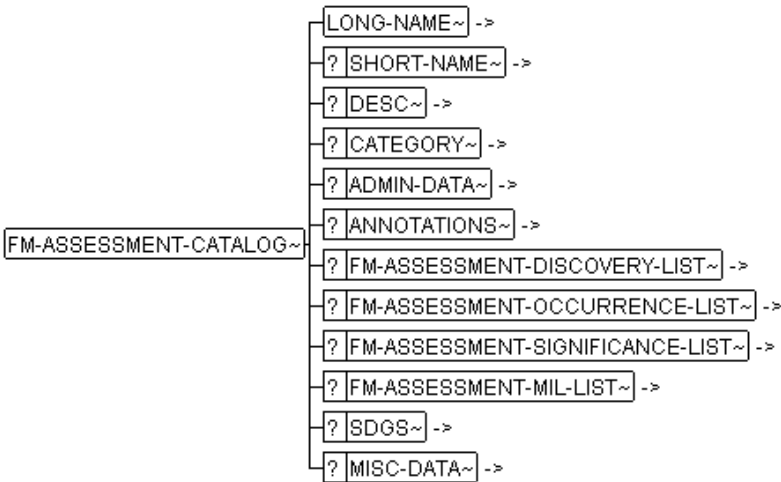 LONG-NAME~ ->
? SHORT-NAME~ ->
? DESC~ ->
? CATEGORY~ ->
? ADMIN-DATA~ ->
? ANNOTATIONS~ ->
FM-ASSESSMENT-CATALOG~
? FM-ASSESSMENT-DISCOVERY-LIST~ ->
? FM-ASSESSMENT-OCCURRENCE-LIST~ ->
? FM-ASSESSMENT-SIGNIFICANCE-LIST~ ->
? FM-ASSESSMENT-MIL-LIST~ ->
? SDGS~ ->
? MISC-DATA~ ->